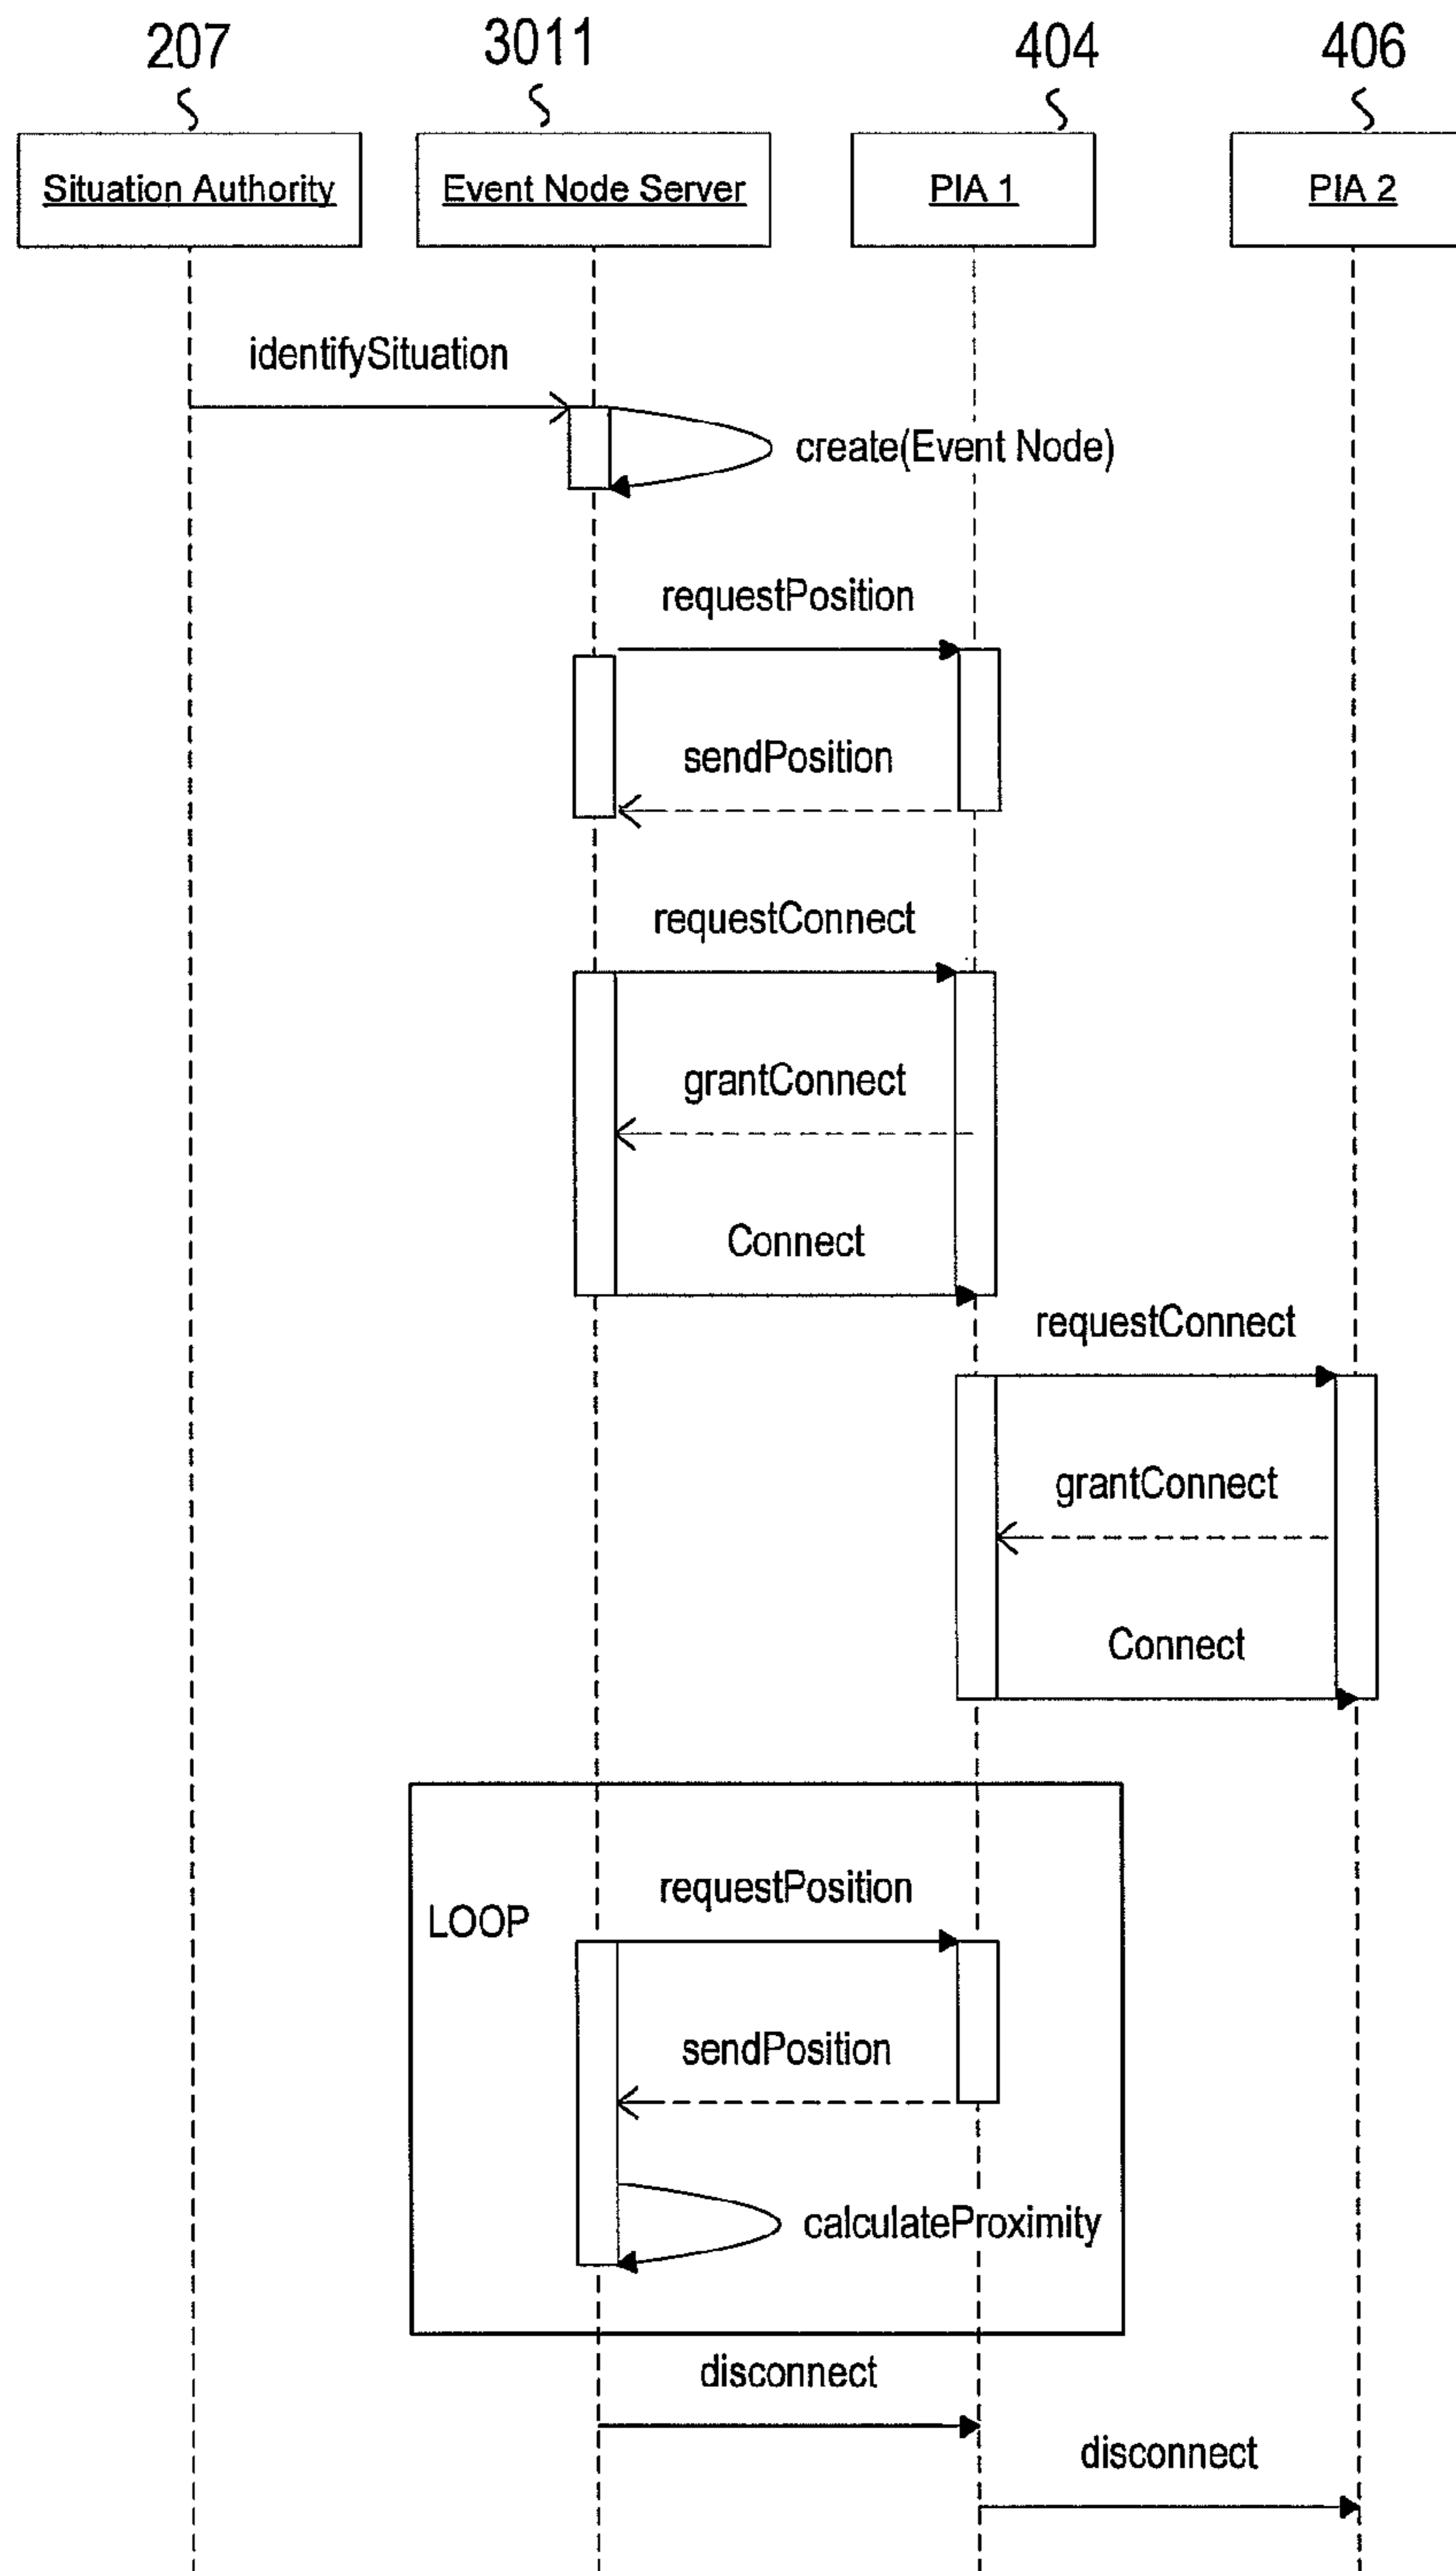 207 3011 404 406
Situation Authority Event Node Server PIA 1 PIA 2
identifySituation
create(Event Node)
requestPosition
sendPosition
requestConnect
grantConnect
Connect
requestConnect
grantConnect
Connect
requestPosition
LOOP
sendPosition
calculateProximity
disconnect
disconnect